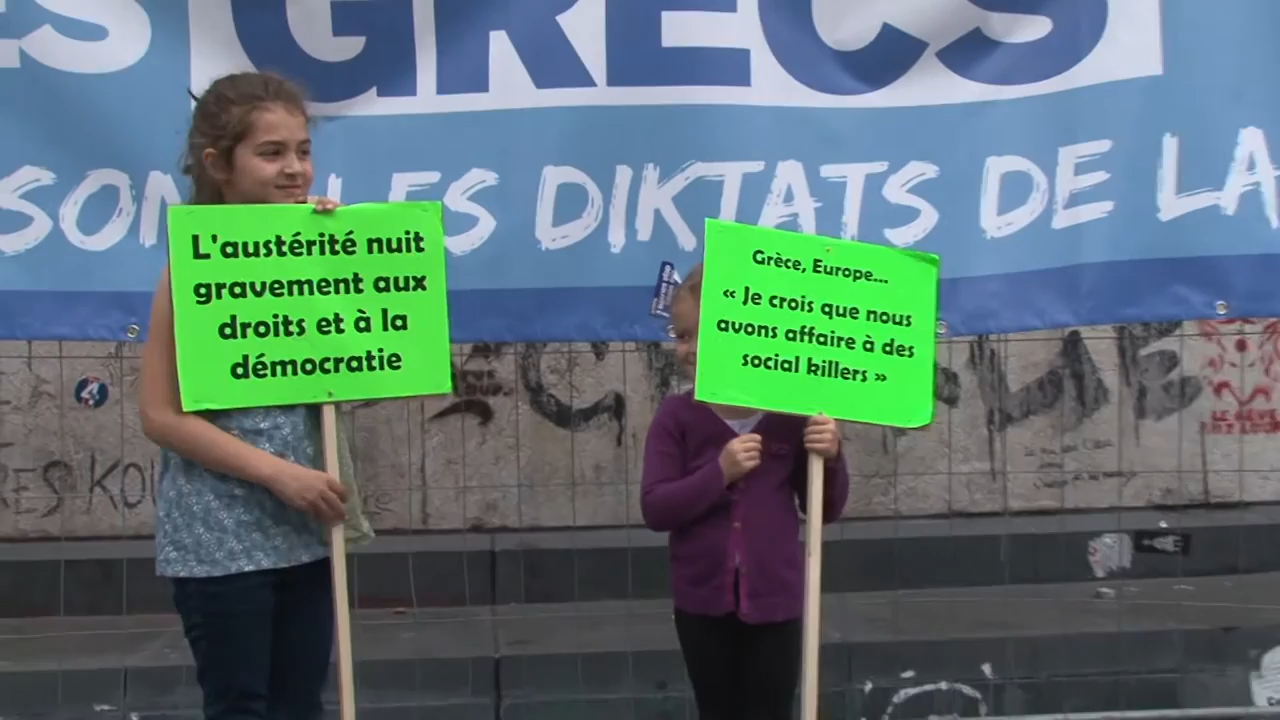 ES GRECS
SON LES DIKTATS DE LA
L'austérité nuit
gravement aux
droits et à la
démocratie
Grèce, Europe...
« Je crois que nous
avons affaire à des
social killers »